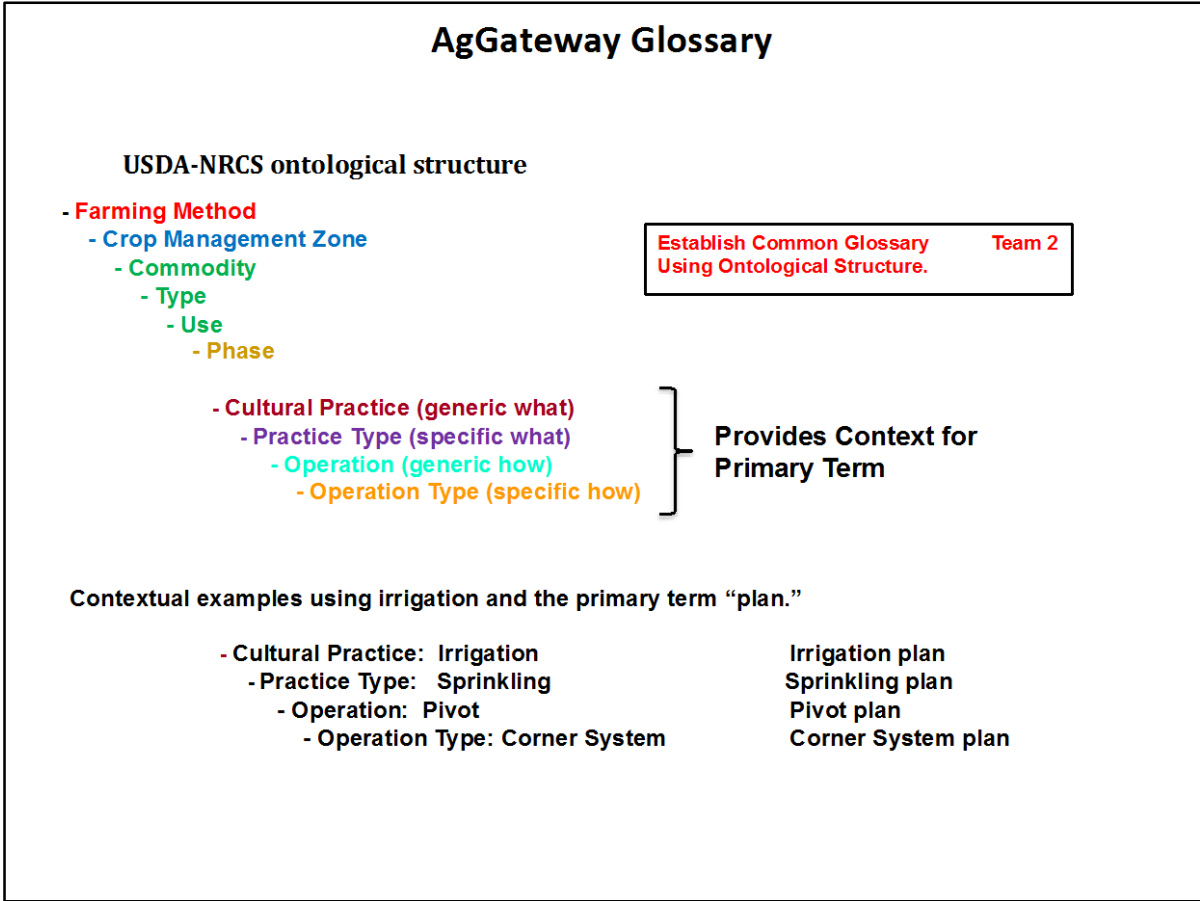 AgGateway Glossary
USDA-NRCS ontological structure
- Farming Method
- Crop Management Zone
- Commodity
- Type
- Use
- Phase
Establish Common Glossary Team 2
Using Ontological Structure.
- Cultural Practice (generic what)
- Practice Type (specific what)
- Operation (generic how)
- Operation Type (specific how)
Provides Context for
Primary Term
Contextual examples using irrigation and the primary term “plan.”
- Cultural Practice: Irrigation Irrigation plan
- Practice Type: Sprinkling Sprinkling plan
- Operation: Pivot Pivot plan
- Operation Type: Corner System Corner System plan